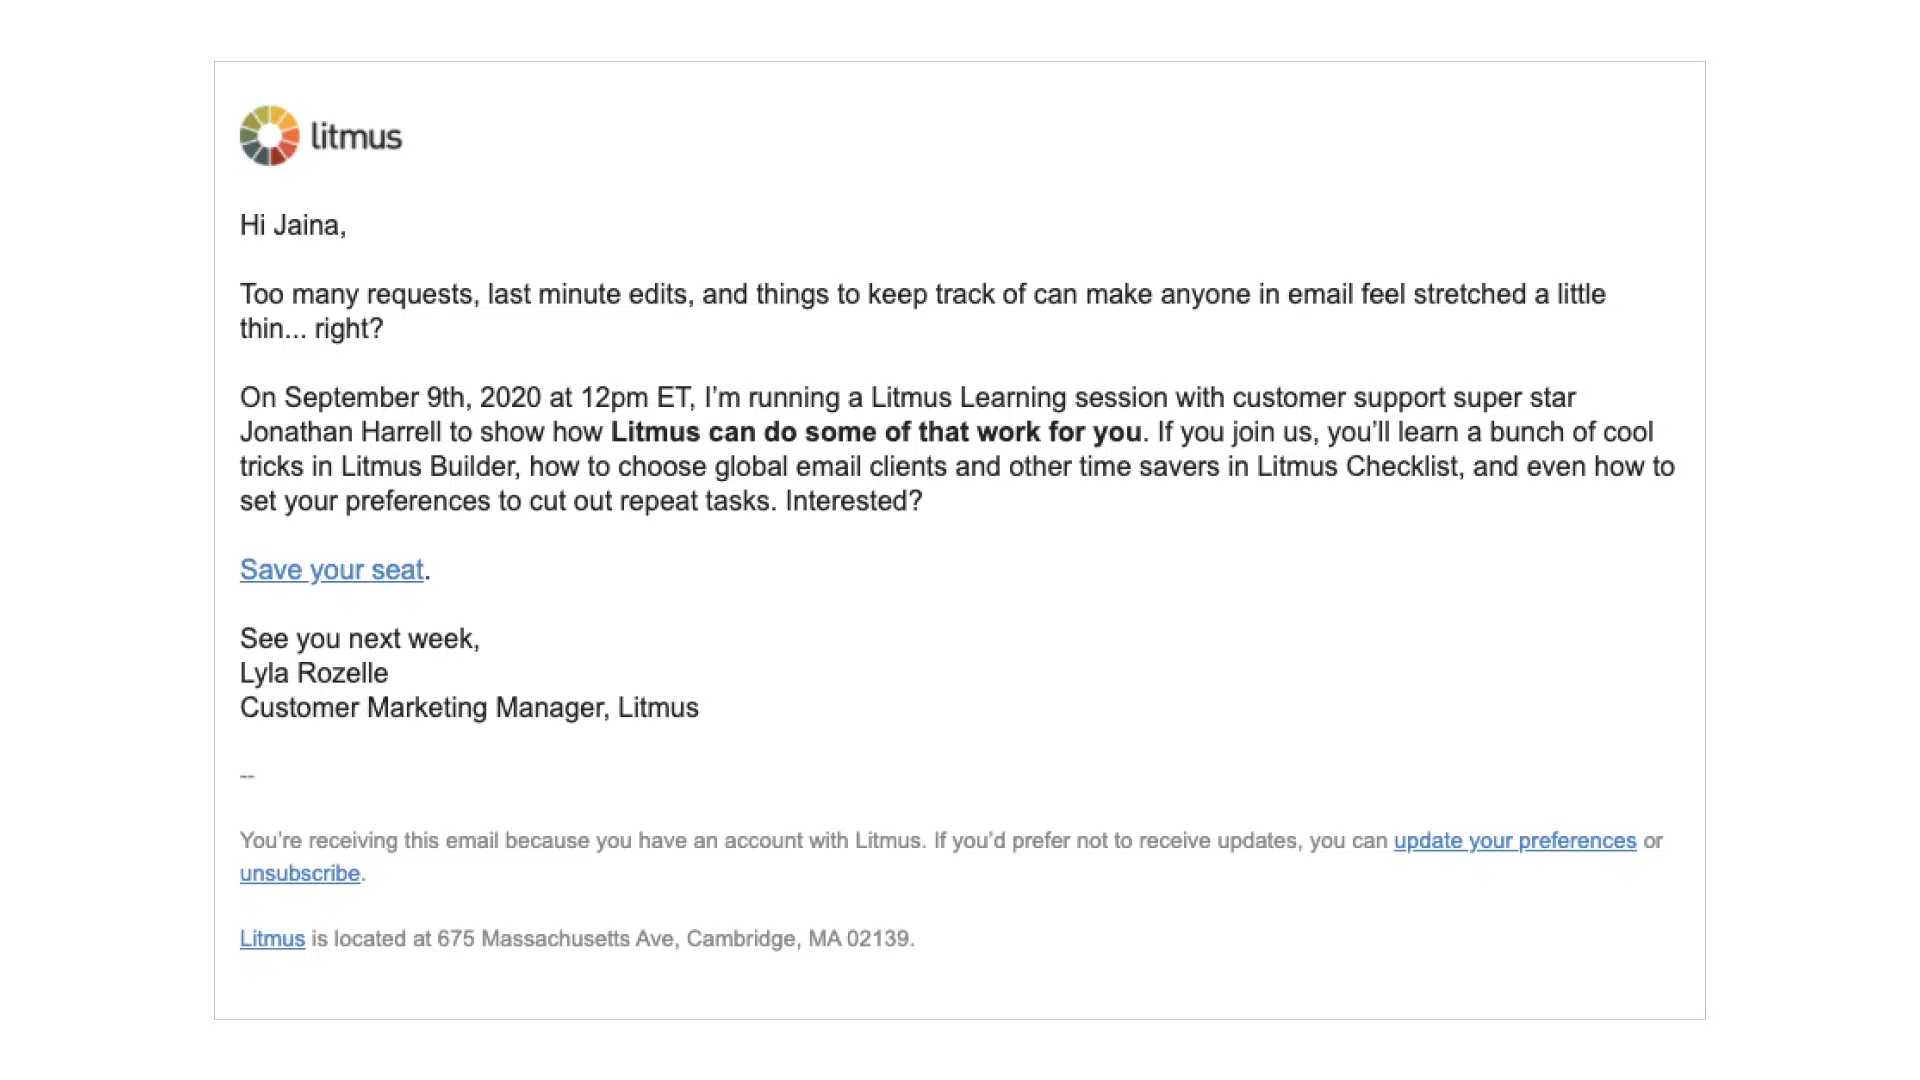 litmus
Hi Jaina,
Too many requests, last minute edits, and things to keep track of can make anyone in email feel stretched a little
thin... right?
On September 9th, 2020 at 12pm ET, I’m running a Litmus Learning session with customer support super star
Jonathan Harrell to show how Litmus can do some of that work for you. If you join us, you’ll learn a bunch of cool
tricks in Litmus Builder, how to choose global email clients and other time savers in Litmus Checklist, and even how to
set your preferences to cut out repeat tasks. Interested?
Save your seat.
See you next week,
Lyla Rozelle
Customer Marketing Manager, Litmus
--
You’re receiving this email because you have an account with Litmus. If you’d prefer not to receive updates, you can update your preferences or
unsubscribe.
Litmus is located at 675 Massachusetts Ave, Cambridge, MA 02139.